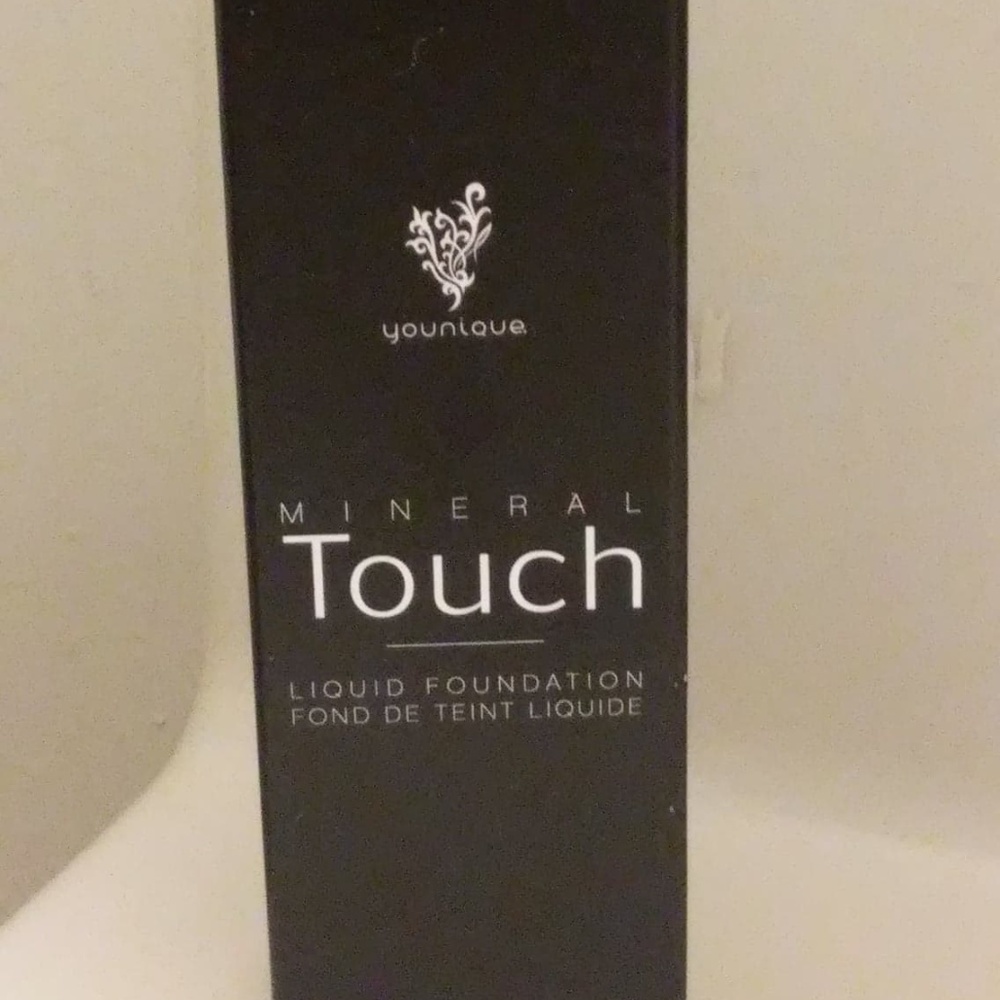 younique
MINERAL
Touch
LIQUID FOUNDATION
FOND DE TEINT LIQUIDE